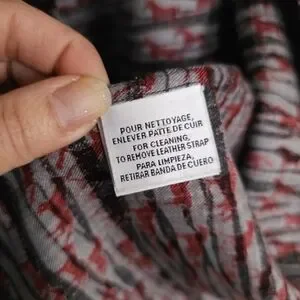 POUR NETTOYAGE,
ENLEVER PATTE DE CUIR
FOR CLEANING,
TO REMOVE LEATHER STRAP
PARA LIMPIEZA,
RETIRAR BANDA DE CUERO